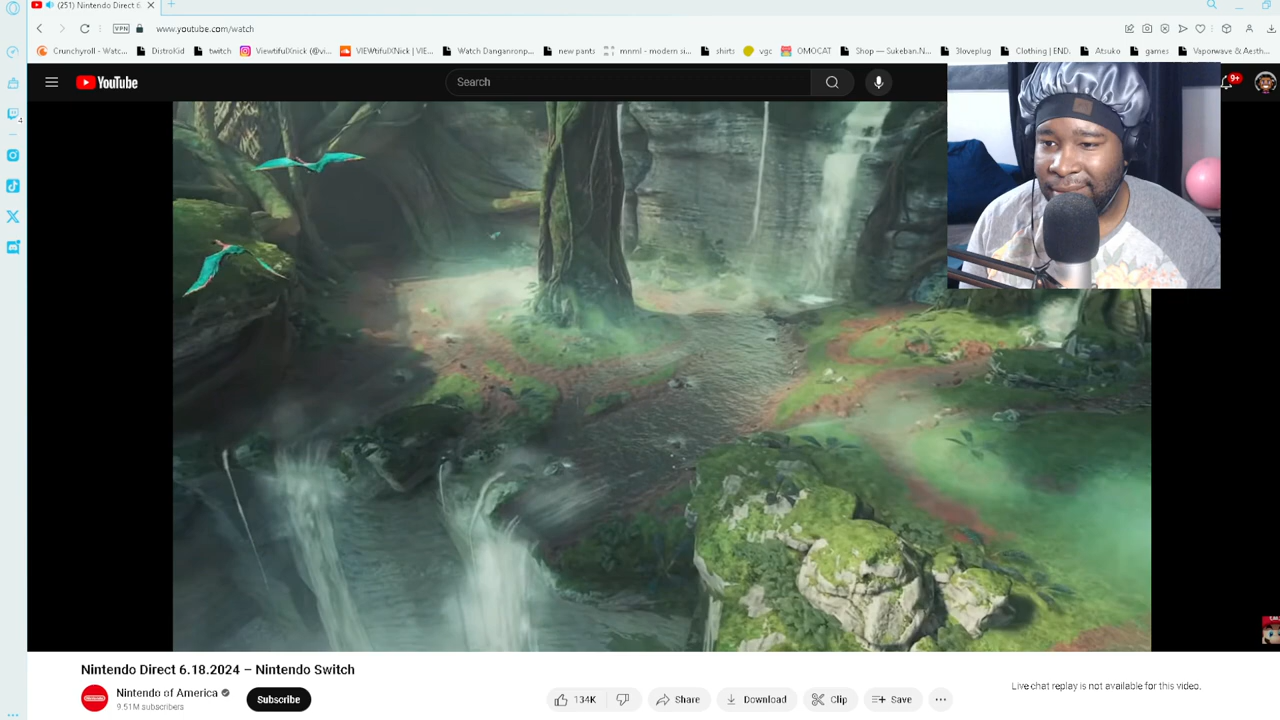 (251) Nintendo Direct 6
www.youtube.com/watch
VPN
Crunchyroll - Watc... DistroKid twitch ViewtifulXnick (@vi... VIEWtifulXNick | VIE... Watch Danganronp... new pants mnml - modern si... shirts vgc OMOCAT Shop — Sukeban.N... 3loveplug Clothing | END. Atsuko games Vaporwave & Aesth...
YouTube
Search
9+
4
Nintendo Direct 6.18.2024 – Nintendo Switch
Nintendo of America
9.51M subscribers
Subscribe
134K
Share
Download
Clip
Save
Live chat replay is not available for this video.